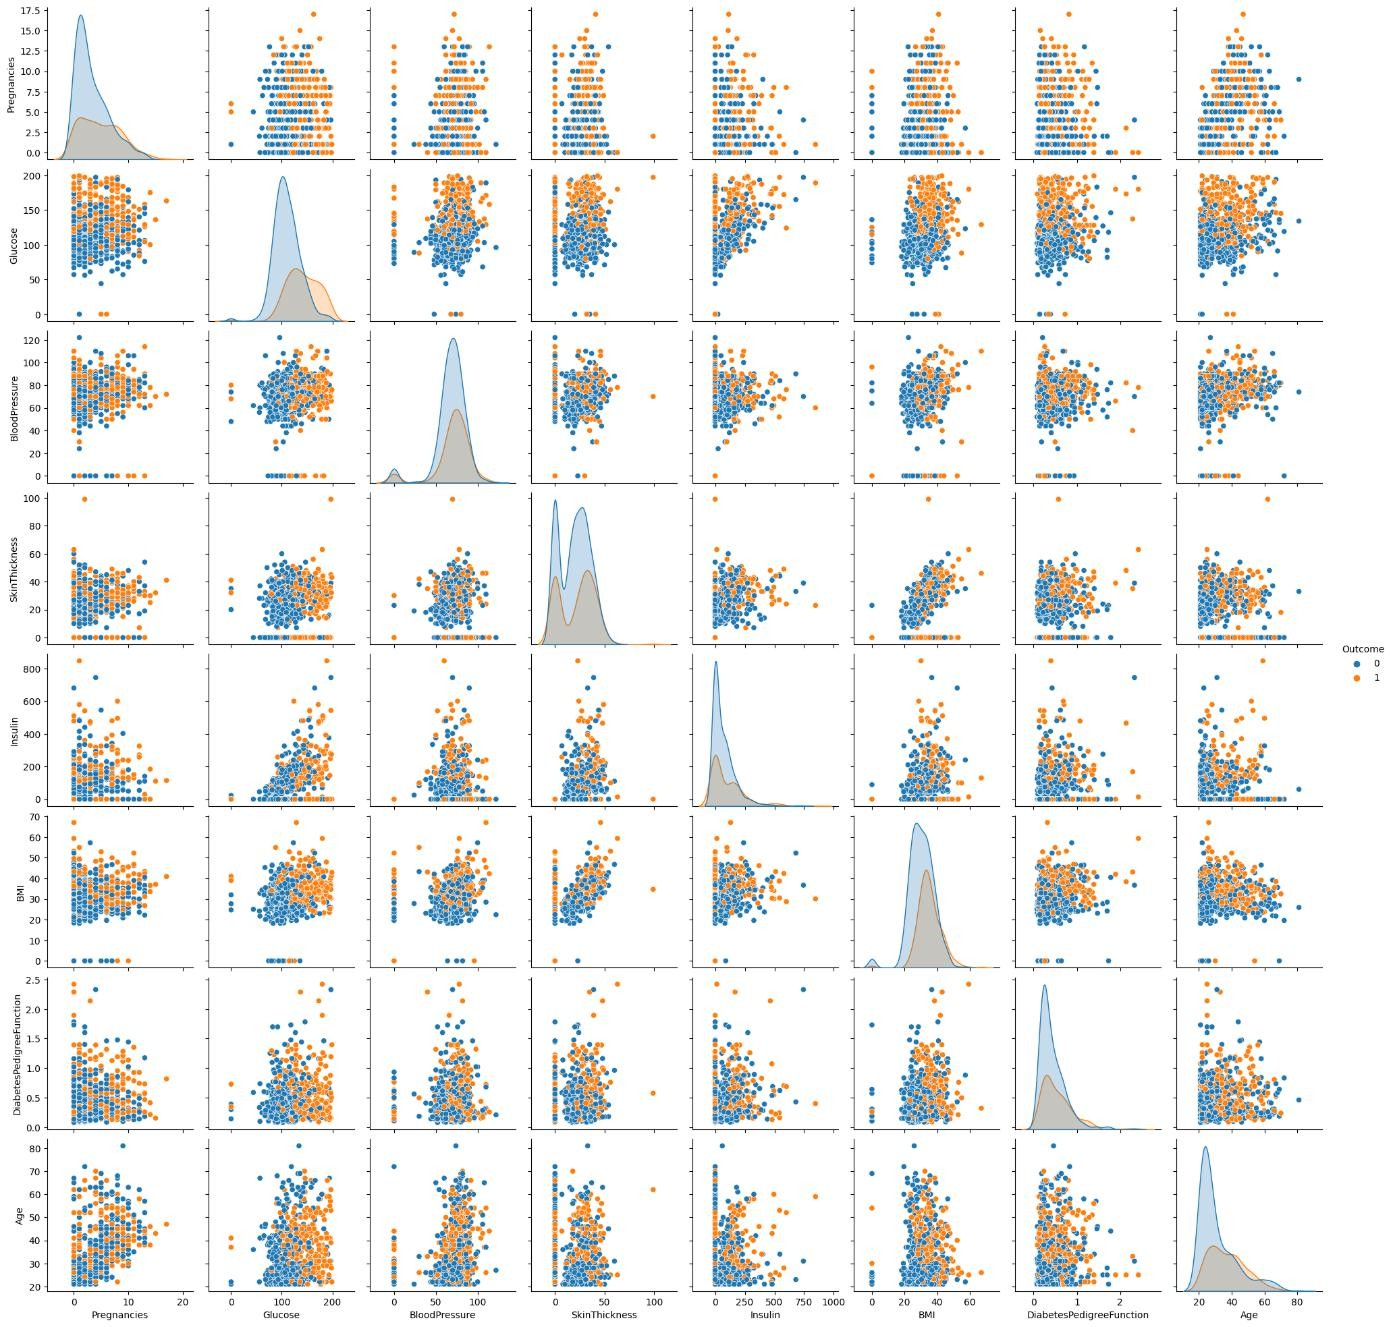 17.5
15.0
12.5
10.0
7.5
5.0
2.5
0.0
Pregnancies
200
150
100
50
0
Glucose
120
100
80
60
40
20
0
BloodPressure
100
80
60
40
20
0
SkinThickness
800
600
400
200
0
Insulin
70
60
50
40
30
20
10
0
BMI
2.5
2.0
1.5
1.0
0.5
0.0
DiabetesPedigreeFunction
80
70
60
50
40
30
20
Age
0 10 20
Pregnancies
0 100 200
Glucose
0 50 100
BloodPressure
0 50 100
SkinThickness
0 250 500 750 1000
Insulin
0 20 40 60
BMI
0 1 2
DiabetesPedigreeFunction
20 40 60 80
Age
Outcome
0
1